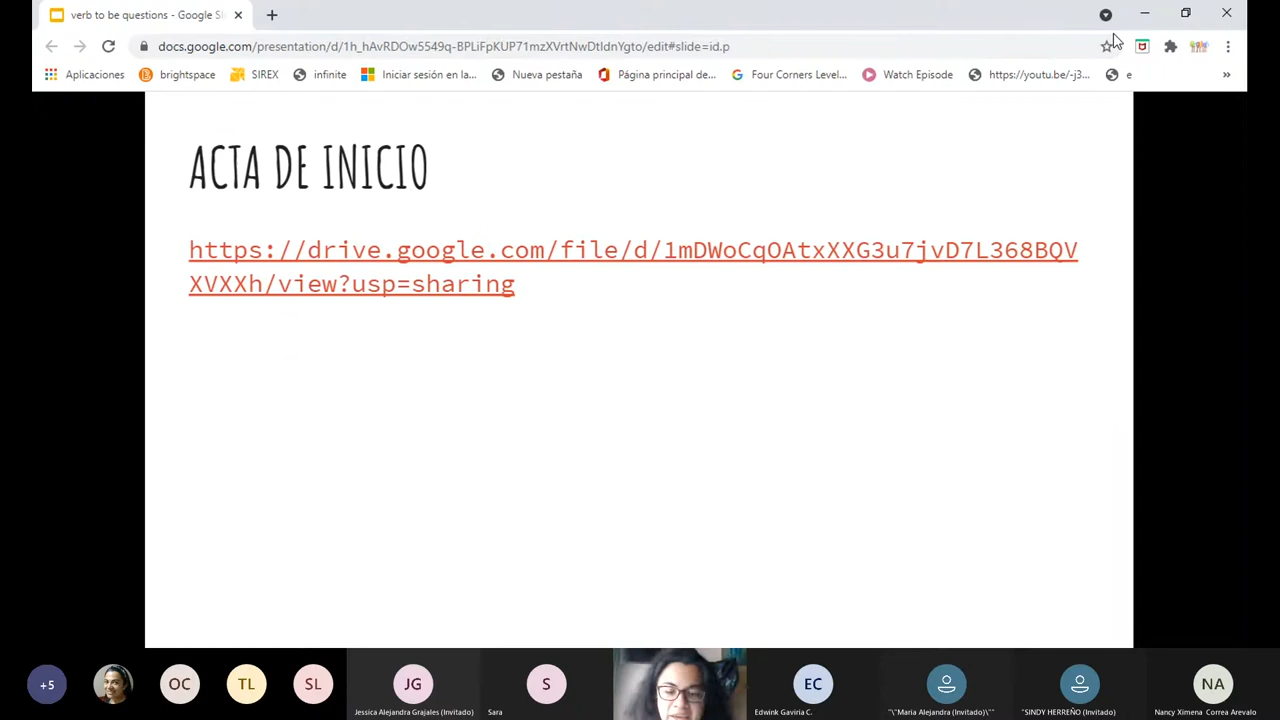 verb to be questions - Google Sl
docs.google.com/presentation/d/1h_hAvRDOw5549q-BPLiFpKUP71mzXVrtNwDtIdnYgto/edit#slide=id.p
Aplicaciones brightspace SIREX infinite Iniciar sesión en la... Nueva pestaña Página principal de... Four Corners Level... Watch Episode https://youtu.be/-j3... e »
ACTA DE INICIO
https://drive.google.com/file/d/1mDWoCqOAtxXXG3u7jvD7L368BQV
XVXXh/view?usp=sharing
+5 OC TL SL JG S EC NA
Jessica Alejandra Grajales (Invitado) Sara Edwink Gaviria C. "\"Maria Alejandra (Invitado)\"" "SINDY HERREÑO (Invitado) Nancy Ximena Correa Arevalo